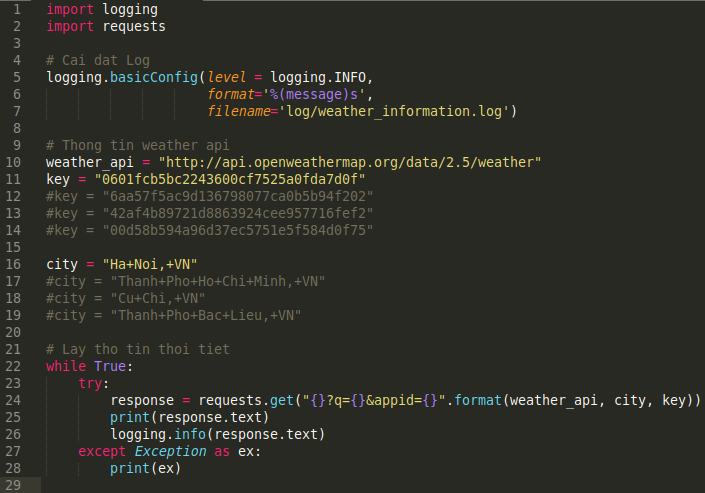 1 import logging
2 import requests
3
4 # Cai dat Log
5 logging.basicConfig(level = logging.INFO,
6                     format='%(message)s',
7                     filename='log/weather_information.log')
8
9 # Thong tin weather api
10 weather_api = "http://api.openweathermap.org/data/2.5/weather"
11 key = "0601fcb5bc2243600cf7525a0fda7d0f"
12 #key = "6aa57f5ac9d136798077ca0b5b94f202"
13 #key = "42af4b89721d8863924cee957716fef2"
14 #key = "00d58b594a96d37ec5751e5f584d0f75"
15
16 city = "Ha+Noi,+VN"
17 #city = "Thanh+Pho+Ho+Chi+Minh,+VN"
18 #city = "Cu+Chi,+VN"
19 #city = "Thanh+Pho+Bac+Lieu,+VN"
20
21 # Lay tho tin thoi tiet
22 while True:
23     try:
24         response = requests.get("{}?q={}&appid={}".format(weather_api, city, key))
25         print(response.text)
26         logging.info(response.text)
27     except Exception as ex:
28         print(ex)
29